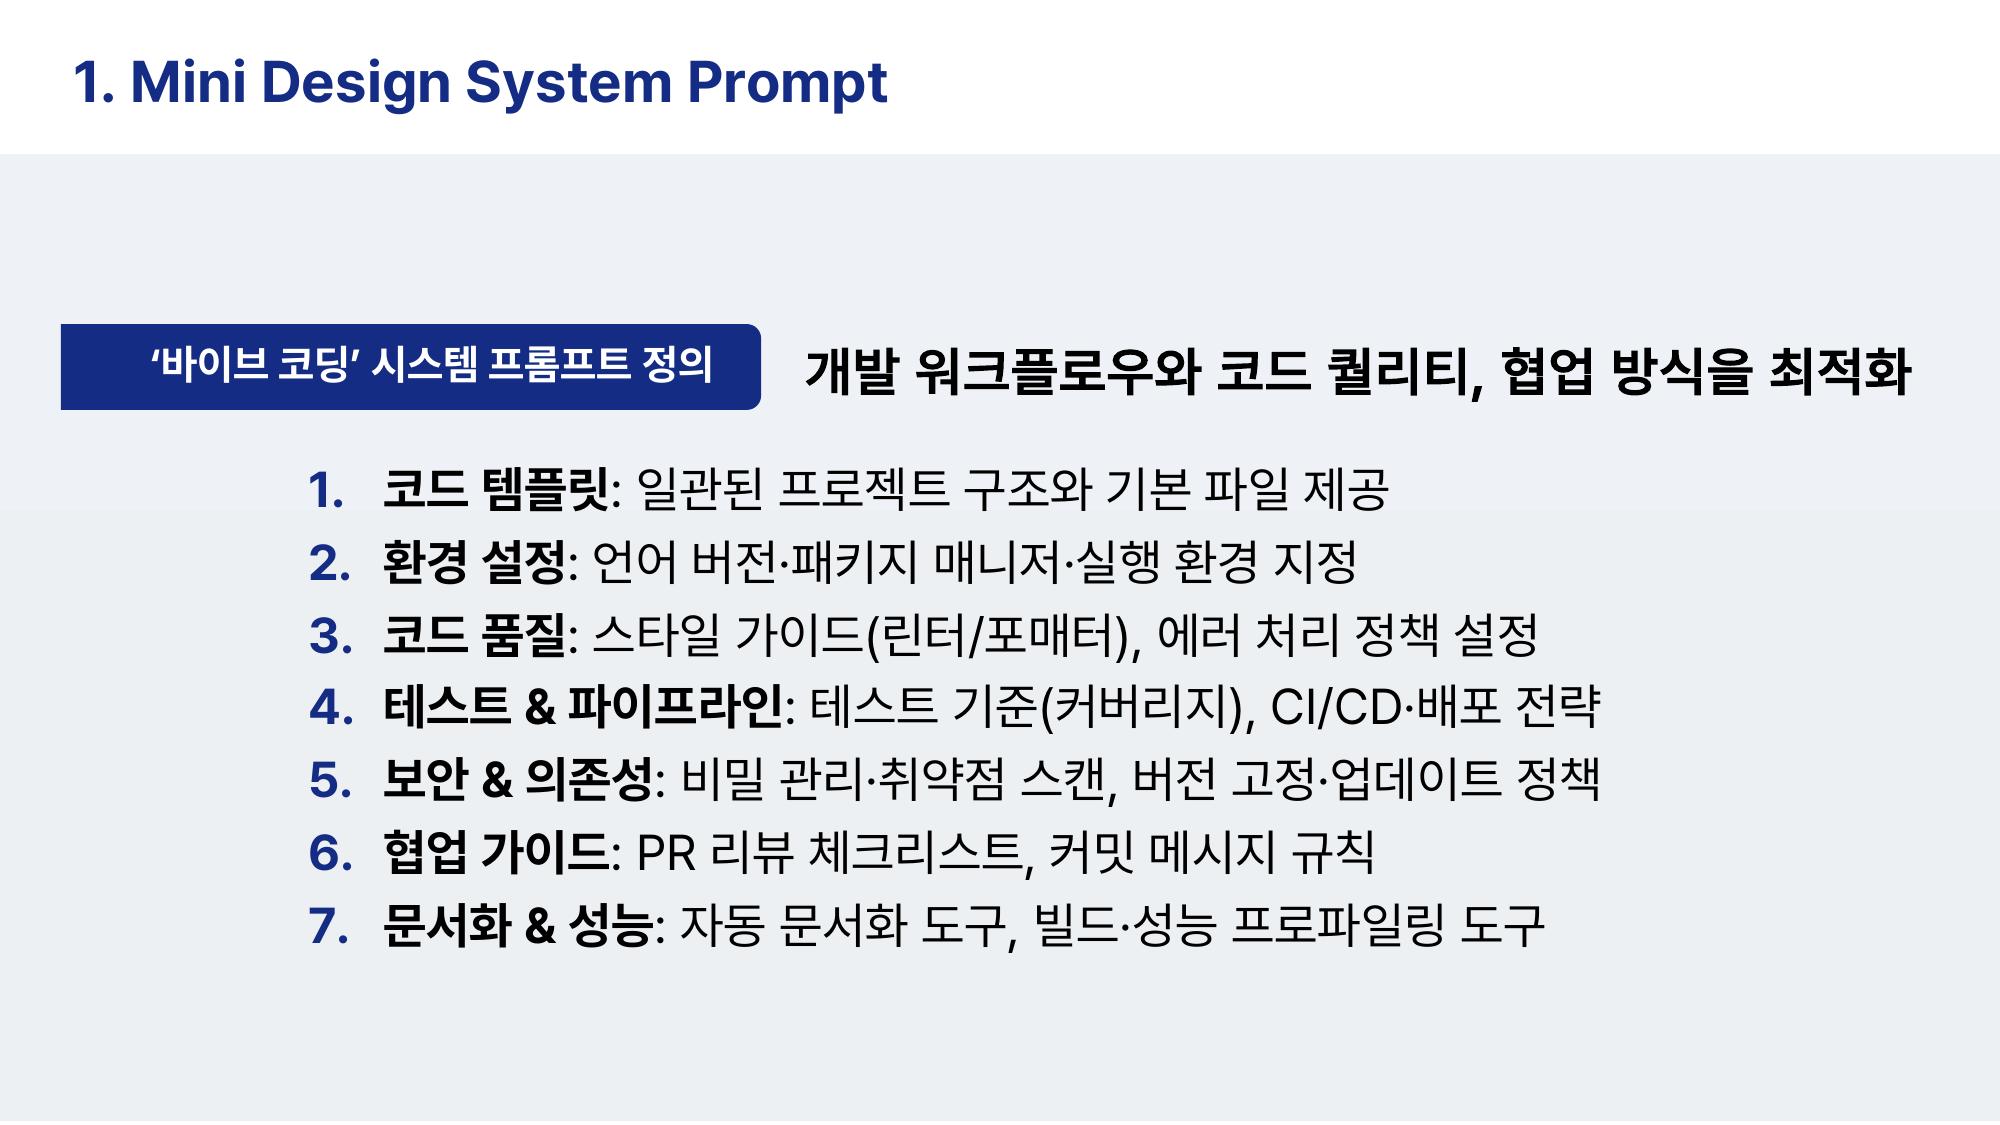 1. Mini Design System Prompt
‘바이브 코딩’ 시스템 프롬프트 정의
개발 워크플로우와 코드 퀄리티, 협업 방식을 최적화
1. 코드 템플릿: 일관된 프로젝트 구조와 기본 파일 제공
2. 환경 설정: 언어 버전·패키지 매니저·실행 환경 지정
3. 코드 품질: 스타일 가이드(린터/포매터), 에러 처리 정책 설정
4. 테스트 & 파이프라인: 테스트 기준(커버리지), CI/CD·배포 전략
5. 보안 & 의존성: 비밀 관리·취약점 스캔, 버전 고정·업데이트 정책
6. 협업 가이드: PR 리뷰 체크리스트, 커밋 메시지 규칙
7. 문서화 & 성능: 자동 문서화 도구, 빌드·성능 프로파일링 도구